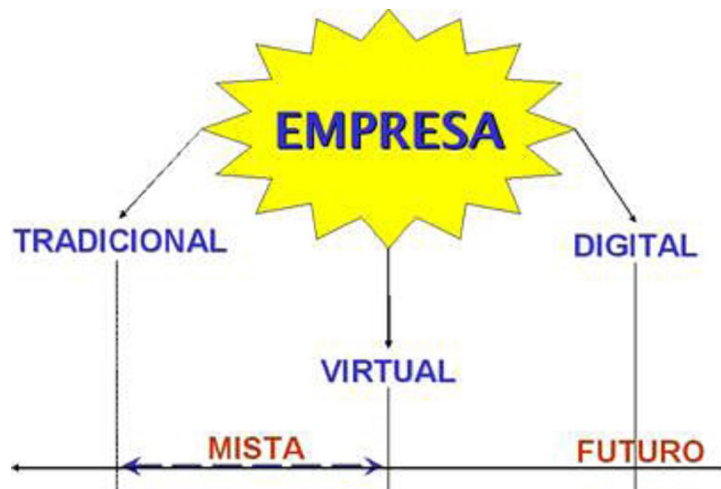 EMPRESA
TRADICIONAL
DIGITAL
VIRTUAL
MISTA
FUTURO